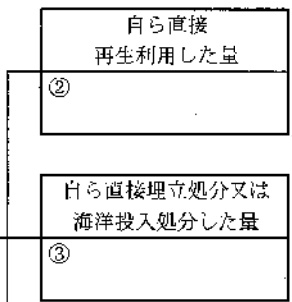 自ら直接
再生利用した量
②
自ら直接埋立処分又は
海洋投入処分した量
③